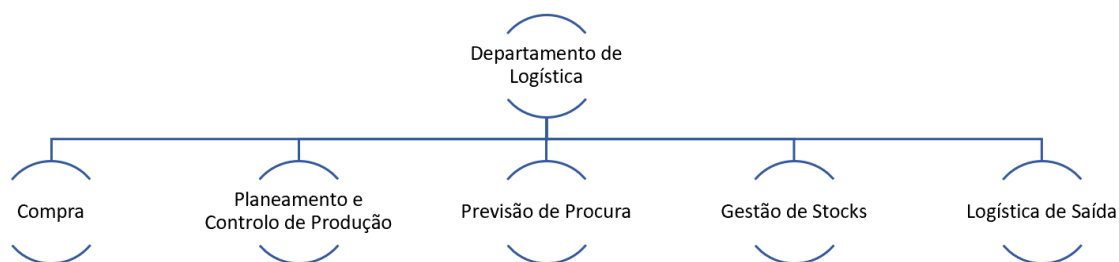 Departamento de
Logística
Compra
Planeamento e
Controlo de Produção
Previsão de Procura
Gestão de Stocks
Logística de Saída